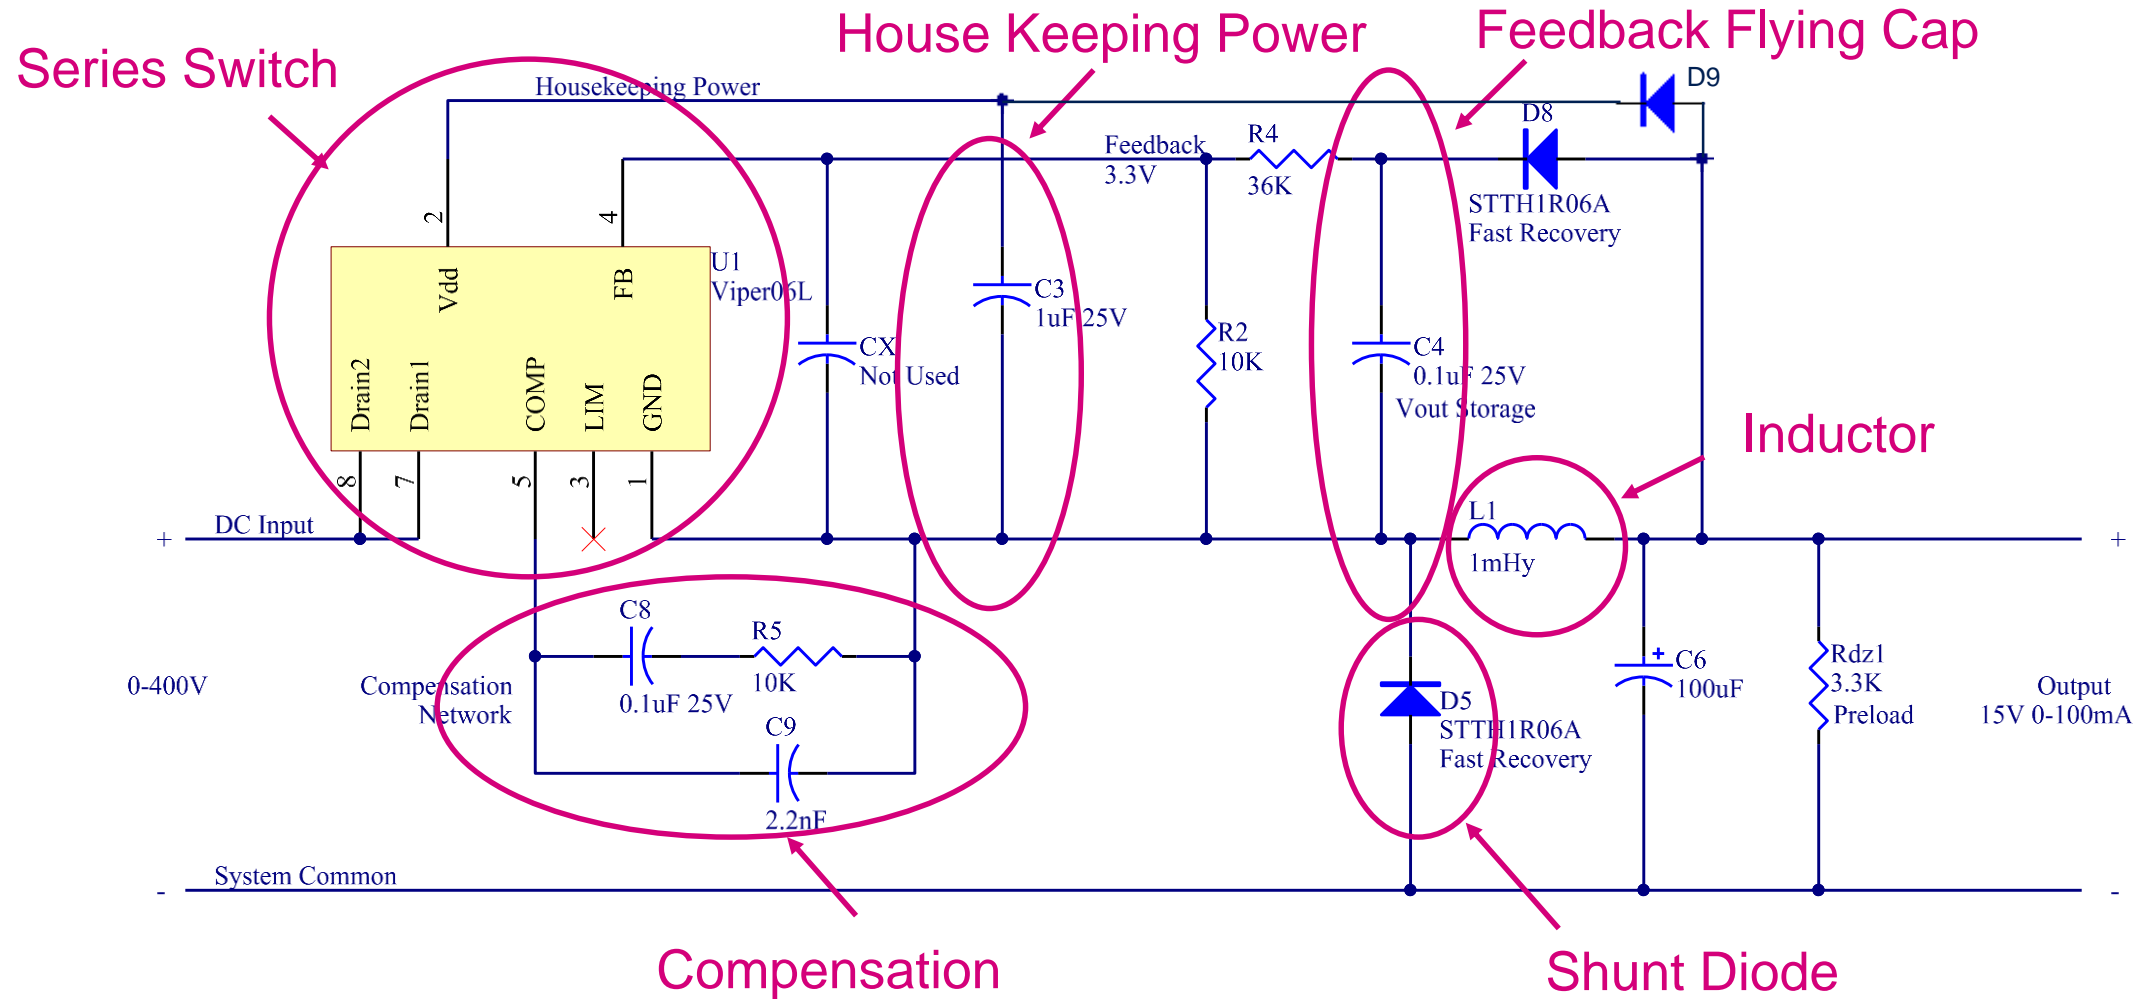 House Keeping Power
Feedback Flying Cap
Series Switch
Housekeeping Power
D9
D8
Feedback
3.3V
R4
36K
STTH1R06A
Fast Recovery
2
4
U1
Viper06L
Vdd
FB
C3
1uF 25V
CX
Not Used
R2
10K
C4
0.1uF 25V
Vout Storage
Drain2
Drain1
COMP
LIM
GND
Inductor
8
7
5
3
1
+
DC Input
L1
1mHy
+
C8
0.1uF 25V
R5
10K
0-400V
Compensation
Network
C9
2.2nF
D5
STTH1R06A
Fast Recovery
+
C6
100uF
Rdz1
3.3K
Preload
Output
15V 0-100mA
-
System Common
-
Compensation
Shunt Diode